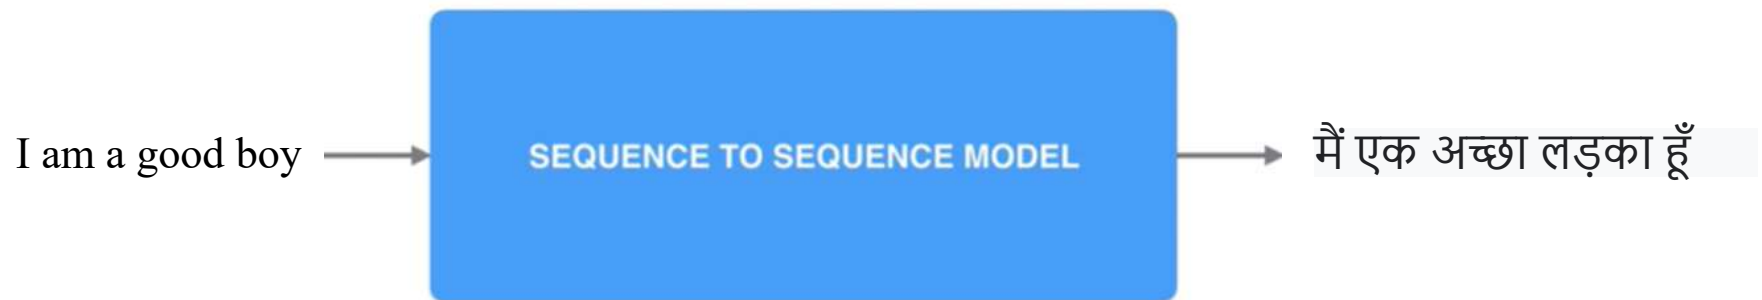 I am a good boy
SEQUENCE TO SEQUENCE MODEL
मैं एक अच्छा लड़का हूँ